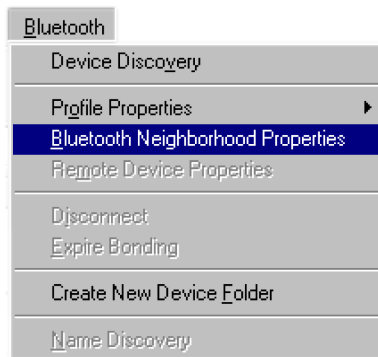 Bluetooth
Device Discovery
Profile Properties
Bluetooth Neighborhood Properties
Remote Device Properties
Disconnect
Expire Bonding
Create New Device Folder
Name Discovery